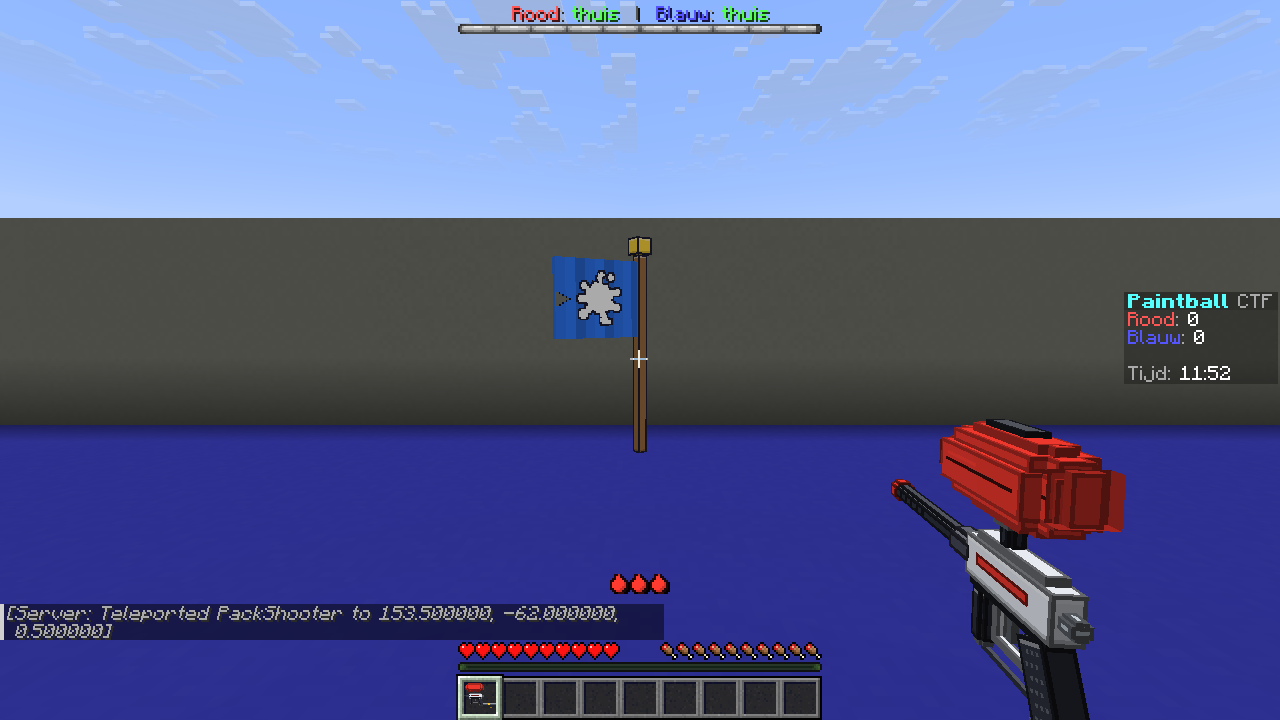 Rood: thuis | Blauw: thuis
Paintball CTF
Rood: 0
Blauw: 0
Tijd: 11:52
[Server: Teleported PackShooter to 153.500000, -62.000000,
0.500000]